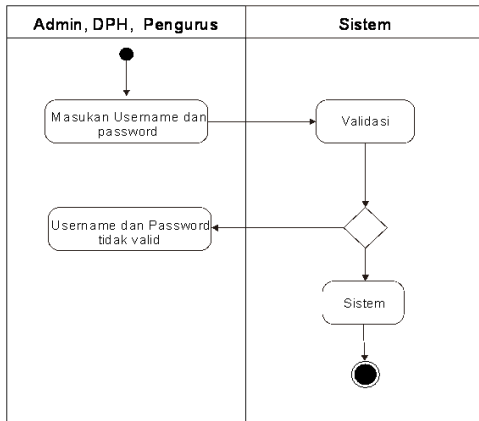 Admin, DPH, Pengurus
Sistem
Masukan Username dan
password
Validasi
Username dan Password
tidak valid
Sistem